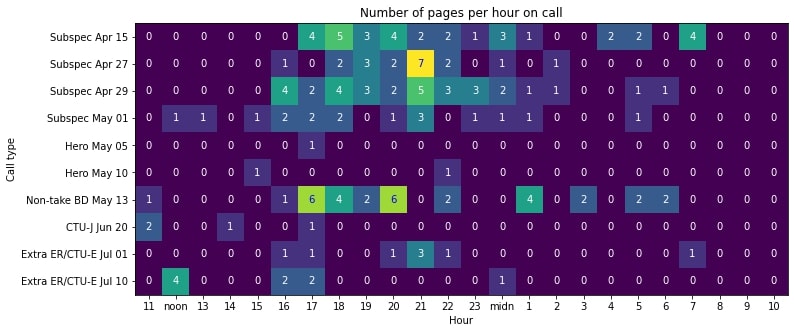 Number of pages per hour on call
Call type
Subspec Apr 15 0 0 0 0 0 0 4 5 3 4 2 2 1 3 1 0 0 2 2 0 4 0 0 0
Subspec Apr 27 0 0 0 0 0 1 0 2 3 2 7 2 0 1 0 1 0 0 0 0 0 0 0 0
Subspec Apr 29 0 0 0 0 0 4 2 4 3 2 5 3 3 2 1 1 0 0 1 1 0 0 0 0
Subspec May 01 0 1 1 0 1 2 2 2 0 1 3 0 1 1 1 0 0 0 1 0 0 0 0 0
Hero May 05 0 0 0 0 0 0 1 0 0 0 0 0 0 0 0 0 0 0 0 0 0 0 0 0
Hero May 10 0 0 0 0 1 0 0 0 0 0 0 1 0 0 0 0 0 0 0 0 0 0 0 0
Non-take BD May 13 1 0 0 0 0 1 6 4 2 6 0 2 0 0 4 0 2 0 2 2 0 0 0 0
CTU-J Jun 20 2 0 0 1 0 0 1 0 0 0 0 0 0 0 0 0 0 0 0 0 0 0 0 0
Extra ER/CTU-E Jul 01 0 0 0 0 0 1 1 0 0 1 3 1 0 0 0 0 0 0 0 0 1 0 0 0
Extra ER/CTU-E Jul 10 0 4 0 0 0 2 2 0 0 0 0 0 0 1 0 0 0 0 0 0 0 0 0 0
11 noon 13 14 15 16 17 18 19 20 21 22 23 midn 1 2 3 4 5 6 7 8 9 10
Hour